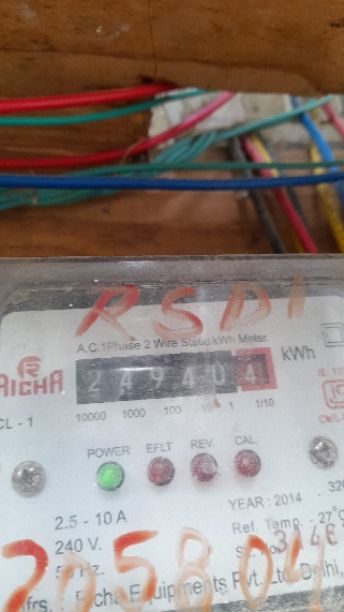 RSDI
A.C.1Phase 2 Wire Static kWh Meter.
RICHA
249404 kWh
CL - 1
10000 1000 100 10 1 1/10
POWER EFLT REV. CAL.
YEAR : 2014
2.5 - 10 A
Ref. Temp. - 27°C
240 V.
205804
Richa Equipments Pvt. Ltd. Delhi,